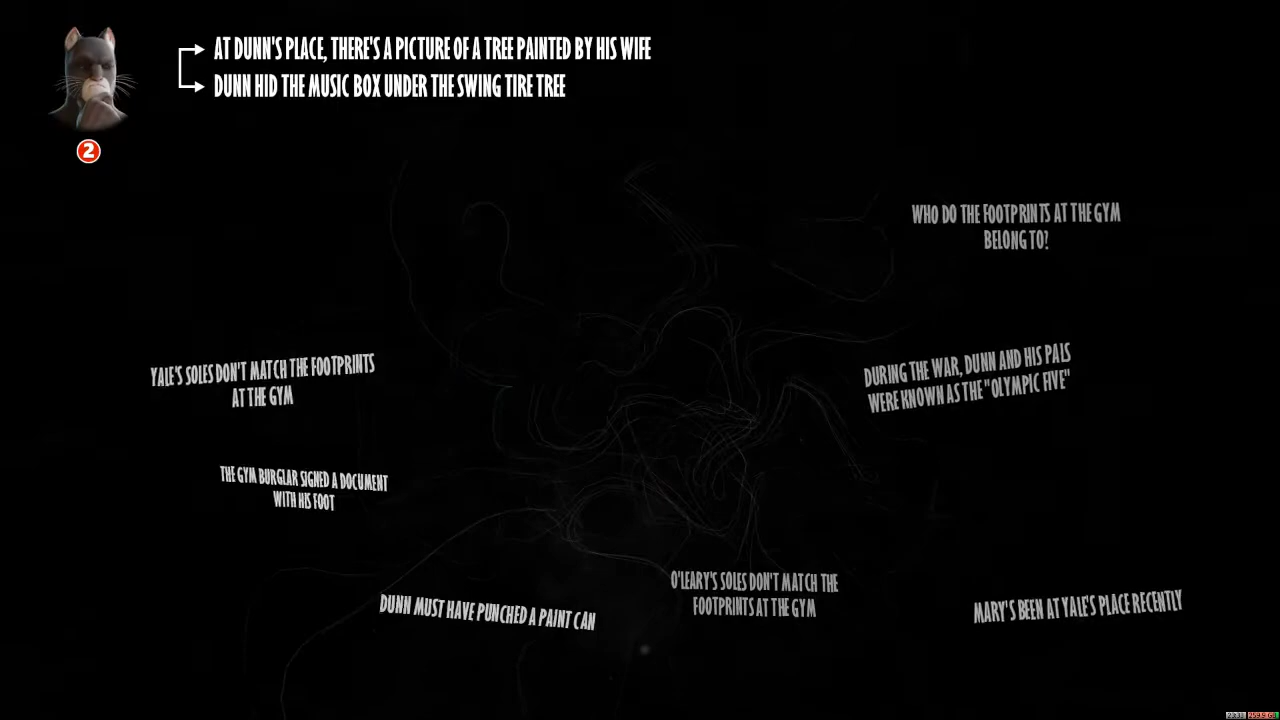 AT DUNN'S PLACE, THERE'S A PICTURE OF A TREE PAINTED BY HIS WIFE
DUNN HID THE MUSIC BOX UNDER THE SWING TIRE TREE
2
WHO DO THE FOOTPRINTS AT THE GYM
BELONG TO?
YALE'S SOLES DON'T MATCH THE FOOTPRINTS
AT THE GYM
DURING THE WAR, DUNN AND HIS PALS
WERE KNOWN AS THE "OLYMPIC FIVE"
THE GYM BURGLAR SIGNED A DOCUMENT
WITH HIS FOOT
O'LEARY'S SOLES DON'T MATCH THE
FOOTPRINTS AT THE GYM
DUNN MUST HAVE PUNCHED A PAINT CAN
MARY'S BEEN AT YALE'S PLACE RECENTLY